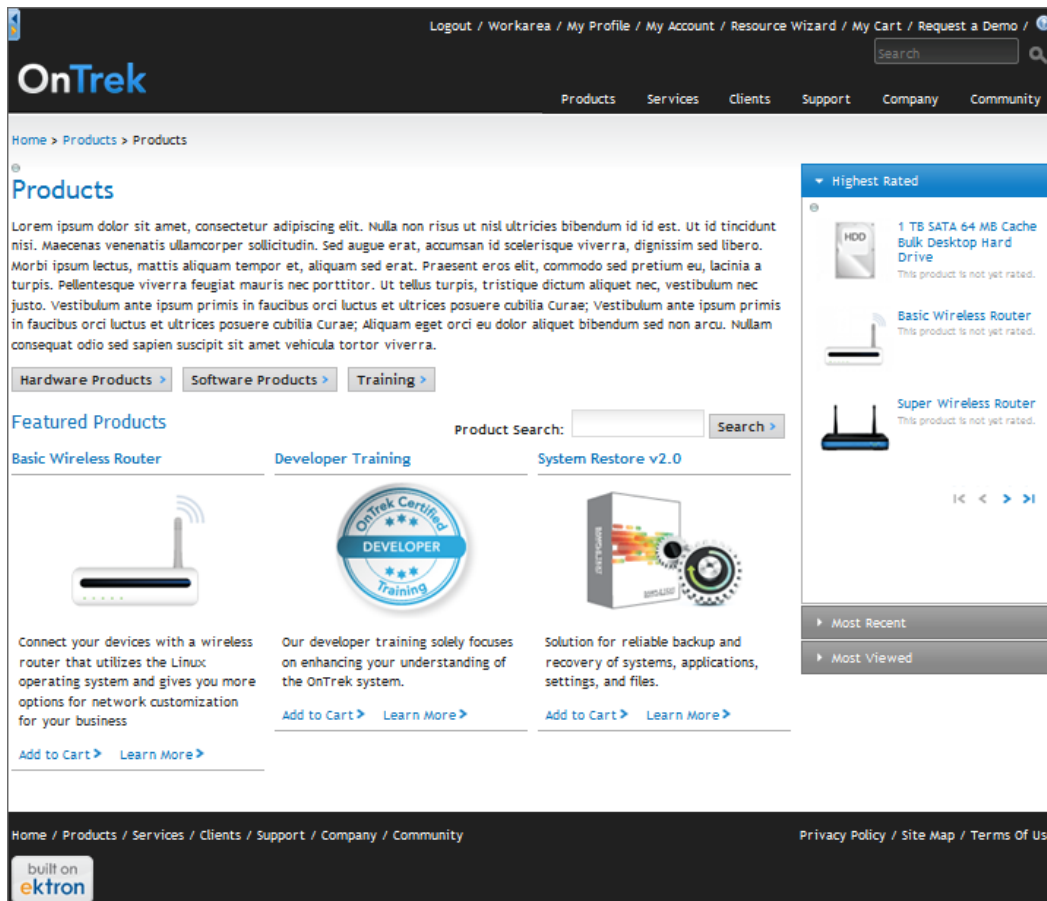 Logout / Workarea / My Profile / My Account / Resource Wizard / My Cart / Request a Demo /
Search
OnTrek
Products Services Clients Support Company Community
Home > Products > Products
Products
Lorem ipsum dolor sit amet, consectetur adipiscing elit. Nulla non risus ut nisl ultricies bibendum id id est. Ut id tincidunt
nisi. Maecenas venenatis ullamcorper sollicitudin. Sed augue erat, accumsan id scelerisque viverra, dignissim sed libero.
Morbi ipsum lectus, mattis aliquam tempor et, aliquam sed erat. Praesent eros elit, commodo sed pretium eu, lacinia a
turpis. Pellentesque viverra feugiat mauris nec porttitor. Ut tellus turpis, tristique dictum aliquet nec, vestibulum nec
justo. Vestibulum ante ipsum primis in faucibus orci luctus et ultrices posuere cubilia Curae; Vestibulum ante ipsum primis
in faucibus orci luctus et ultrices posuere cubilia Curae; Aliquam eget orci eu dolor aliquet bibendum sed non arcu. Nullam
consequat odio sed sapien suscipit sit amet vehicula tortor viverra.
Hardware Products > Software Products > Training >
Featured Products
Product Search: Search >
Basic Wireless Router
Connect your devices with a wireless
router that utilizes the Linux
operating system and gives you more
options for network customization
for your business
Add to Cart > Learn More >
Developer Training
OnTrek Certified
DEVELOPER
Training
Our developer training solely focuses
on enhancing your understanding of
the OnTrek system.
Add to Cart > Learn More >
System Restore v2.0
Solution for reliable backup and
recovery of systems, applications,
settings, and files.
Add to Cart > Learn More >
Highest Rated
HDD
1 TB SATA 64 MB Cache
Bulk Desktop Hard
Drive
This product is not yet rated.
Basic Wireless Router
This product is not yet rated.
Super Wireless Router
This product is not yet rated.
Most Recent
Most Viewed
Home / Products / Services / Clients / Support / Company / Community
Privacy Policy / Site Map / Terms Of Us
built on
ektron